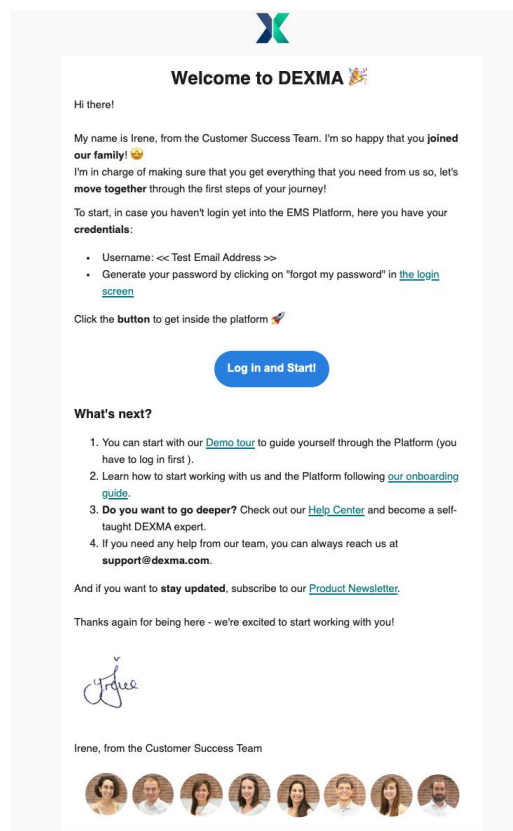 Welcome to DEXMA 🎉
Hi there!
My name is Irene, from the Customer Success Team. I'm so happy that you joined
our family! 🤩
I'm in charge of making sure that you get everything that you need from us so, let's
move together through the first steps of your journey!
To start, in case you haven't login yet into the EMS Platform, here you have your
credentials:
• Username: << Test Email Address >>
• Generate your password by clicking on "forgot my password" in the login
screen
Click the button to get inside the platform 🚀
Log in and Start!
What's next?
1. You can start with our Demo tour to guide yourself through the Platform (you
have to log in first ).
2. Learn how to start working with us and the Platform following our onboarding
guide.
3. Do you want to go deeper? Check out our Help Center and become a self-
taught DEXMA expert.
4. If you need any help from our team, you can always reach us at
support@dexma.com.
And if you want to stay updated, subscribe to our Product Newsletter.
Thanks again for being here - we're excited to start working with you!
Irene
Irene, from the Customer Success Team